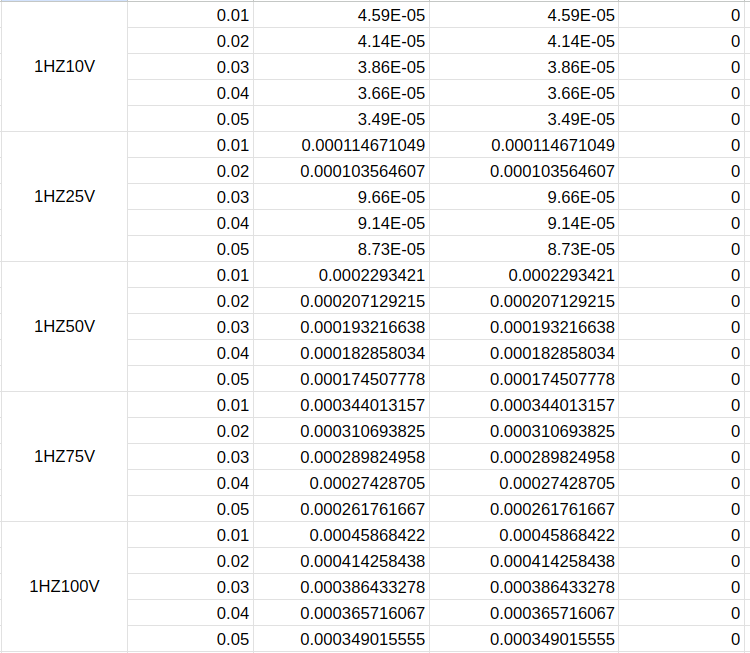 0.01 4.59E-05 4.59E-05 0
0.02 4.14E-05 4.14E-05 0
1HZ10V 0.03 3.86E-05 3.86E-05 0
0.04 3.66E-05 3.66E-05 0
0.05 3.49E-05 3.49E-05 0
0.01 0.000114671049 0.000114671049 0
0.02 0.000103564607 0.000103564607 0
1HZ25V 0.03 9.66E-05 9.66E-05 0
0.04 9.14E-05 9.14E-05 0
0.05 8.73E-05 8.73E-05 0
0.01 0.0002293421 0.0002293421 0
0.02 0.000207129215 0.000207129215 0
1HZ50V 0.03 0.000193216638 0.000193216638 0
0.04 0.000182858034 0.000182858034 0
0.05 0.000174507778 0.000174507778 0
0.01 0.000344013157 0.000344013157 0
0.02 0.000310693825 0.000310693825 0
1HZ75V 0.03 0.000289824958 0.000289824958 0
0.04 0.00027428705 0.00027428705 0
0.05 0.000261761667 0.000261761667 0
0.01 0.00045868422 0.00045868422 0
0.02 0.000414258438 0.000414258438 0
1HZ100V 0.03 0.000386433278 0.000386433278 0
0.04 0.000365716067 0.000365716067 0
0.05 0.000349015555 0.000349015555 0